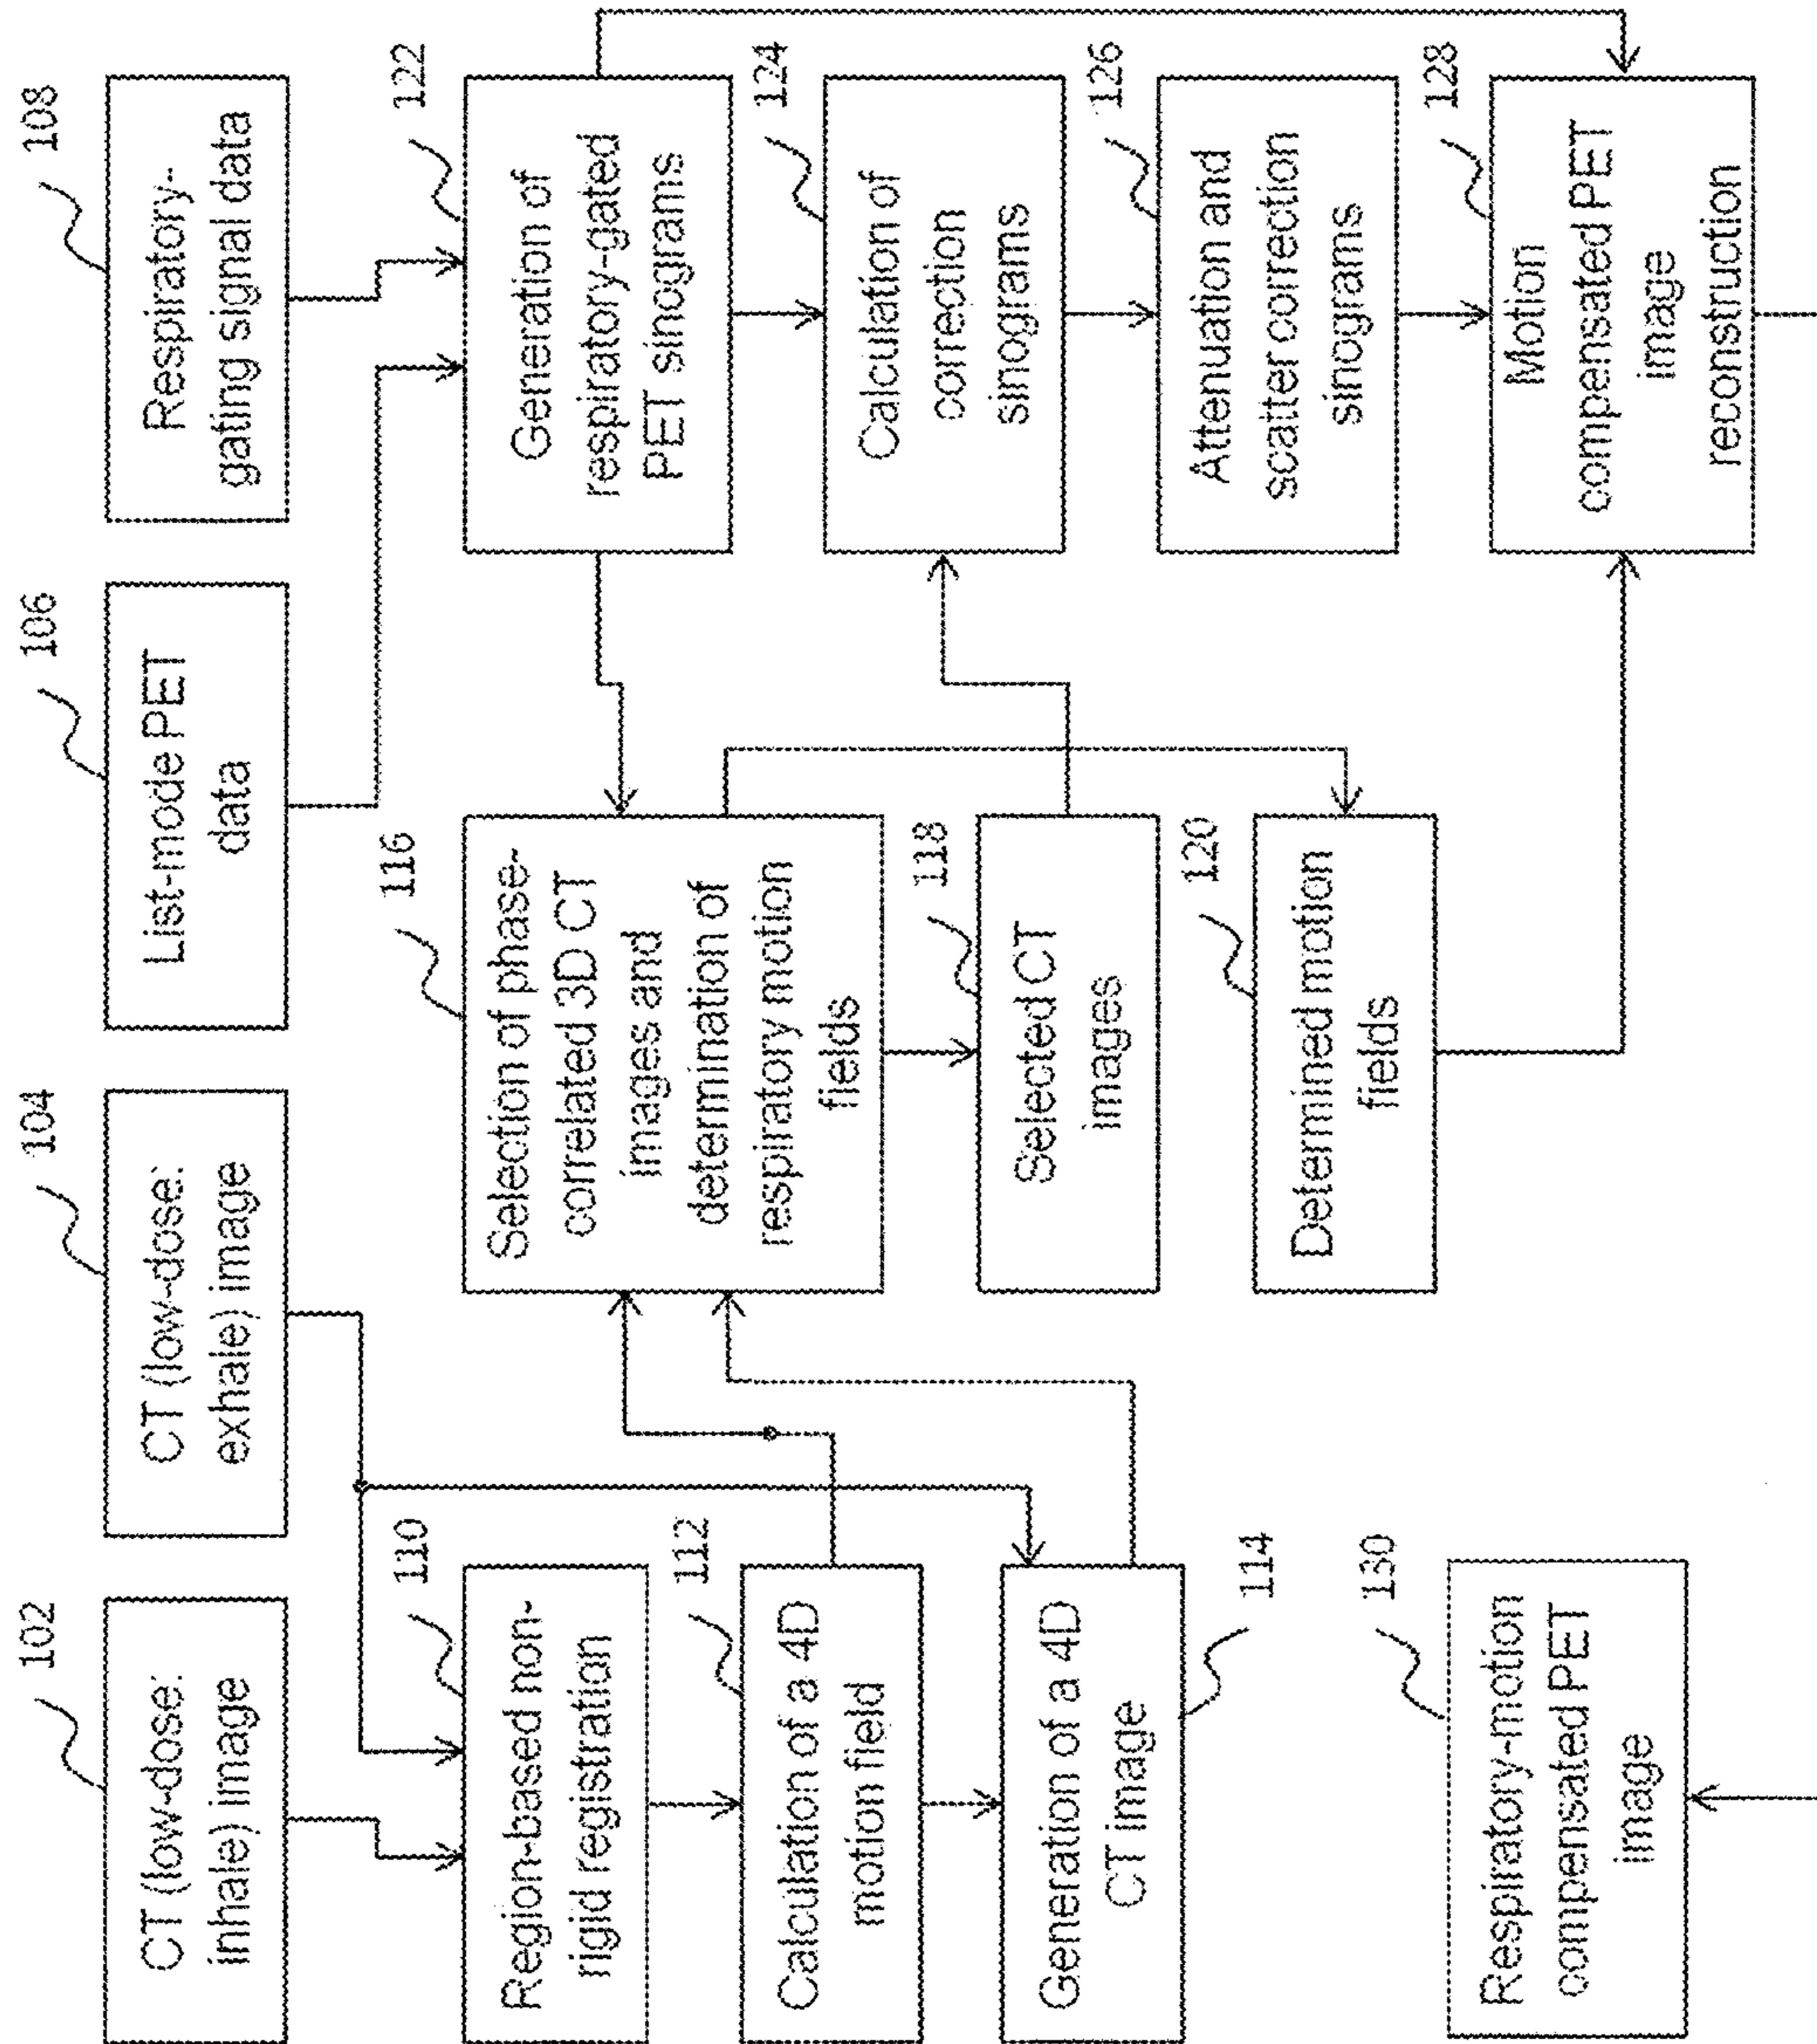 102
CT (low-dose:
inhale) image
104
CT (low-dose:
exhale) image
106
List-mode PET
data
108
Respiratory-
gating signal data
110
Region-based non-
rigid registration
112
Calculation of a 4D
motion field
114
Generation of a 4D
CT image
116
Selection of phase-
correlated 3D CT
images and
determination of
respiratory motion
fields
118
Selected CT
images
120
Determined motion
fields
122
Generation of
respiratory-gated
PET sinograms
124
Calculation of
correction
sinograms
126
Attenuation and
scatter correction
sinograms
128
Motion
compensated PET
image
reconstruction
130
Respiratory-motion
compensated PET
image